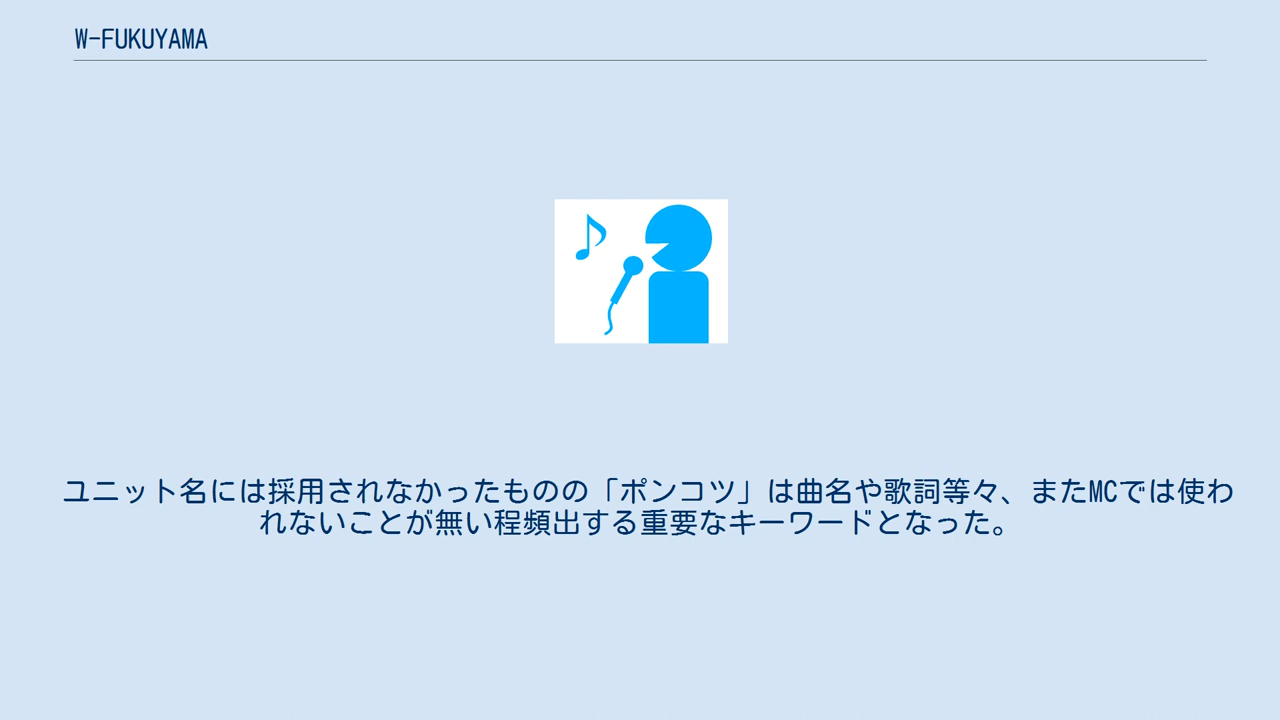 W-FUKUYAMA
ユニット名には採用されなかったものの「ポンコツ」は曲名や歌詞等々、またMCでは使わ
れないことが無い程頻出する重要なキーワードとなった。